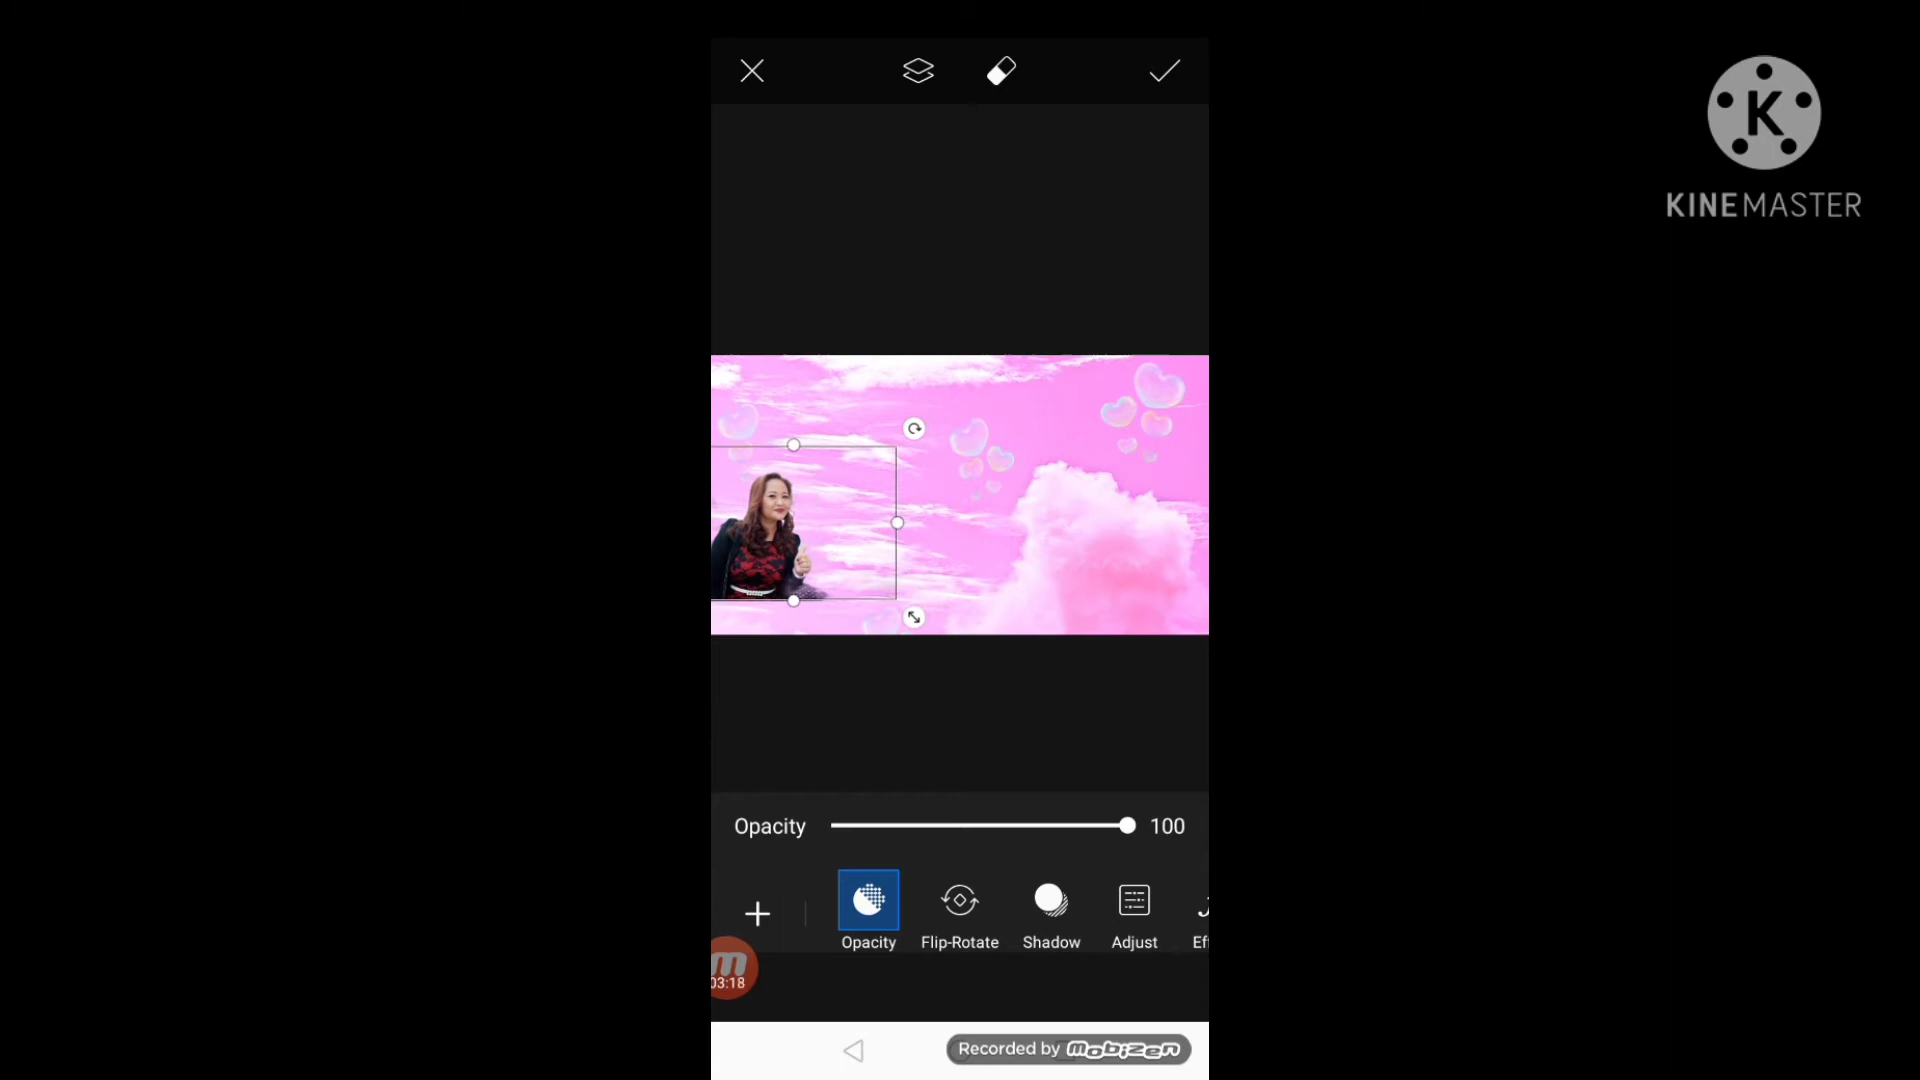 K
KINEMASTER
Opacity 100
Opacity Flip-Rotate Shadow Adjust
m
03:18
Recorded by mobizen